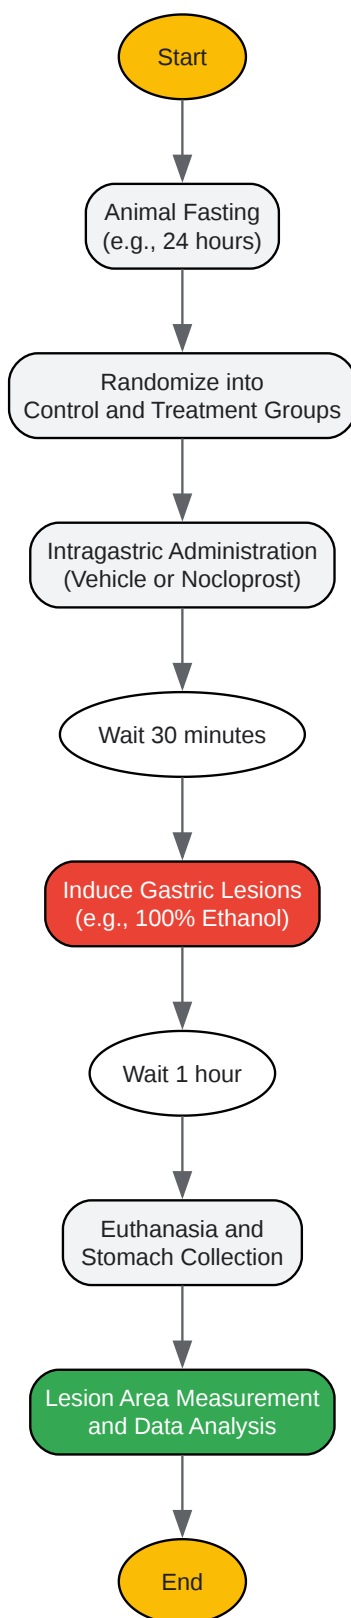 Start
Animal Fasting
(e.g., 24 hours)
Randomize into
Control and Treatment Groups
Intragastric Administration
(Vehicle or Nocloprost)
Wait 30 minutes
Induce Gastric Lesions
(e.g., 100% Ethanol)
Wait 1 hour
Euthanasia and
Stomach Collection
Lesion Area Measurement
and Data Analysis
End